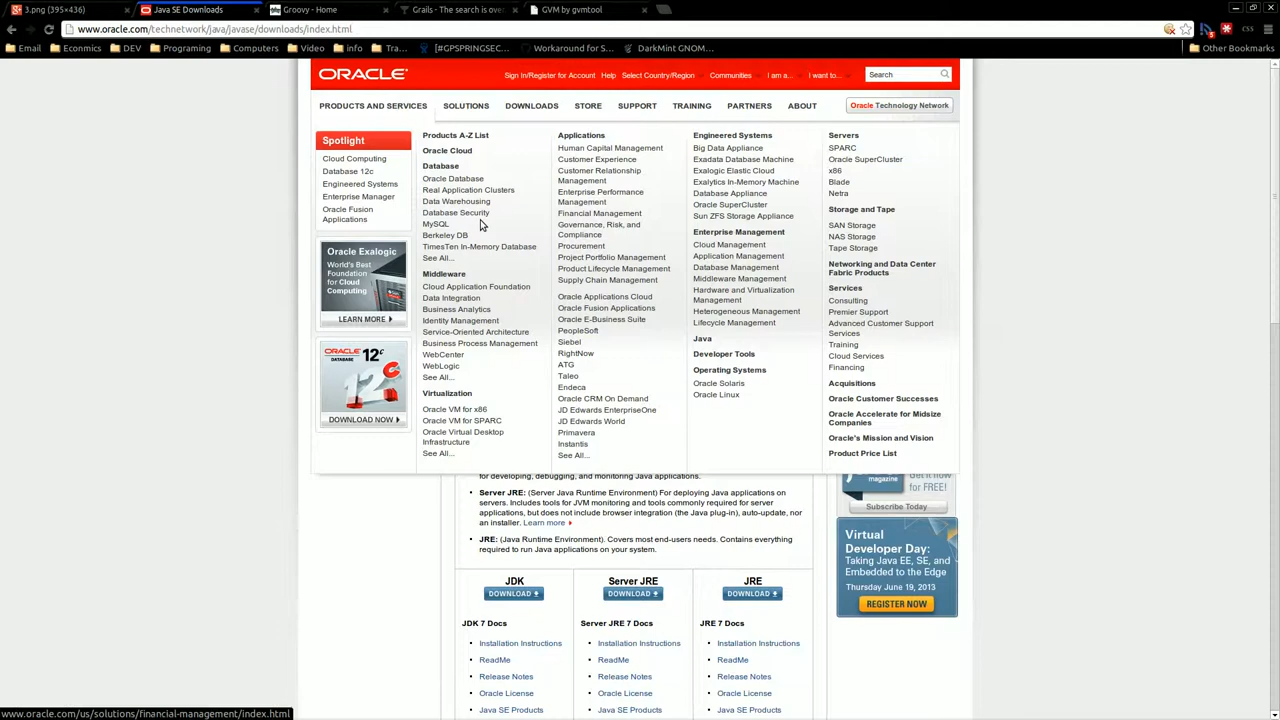 3.png (395×436)
Java SE Downloads
Groovy - Home
Grails - The search is over
GVM by gvmtool
www.oracle.com/technetwork/java/javase/downloads/index.html
Email
Econmics
DEV
Programing
Computers
Video
info
Tra...
[#GPSPRINGSEC...
Workaround for S...
DarkMint GNOM...
Other Bookmarks
5
CSS
ORACLE
Sign In/Register for Account
Help
Select Country/Region
Communities
I am a...
I want to...
Search
PRODUCTS AND SERVICES
SOLUTIONS
DOWNLOADS
STORE
SUPPORT
TRAINING
PARTNERS
ABOUT
Oracle Technology Network
Spotlight
Cloud Computing
Database 12c
Engineered Systems
Enterprise Manager
Oracle Fusion
Applications
Oracle Exalogic
World's Best
Foundation
for Cloud
Computing
LEARN MORE
ORACLE
DATABASE
12c
12c
DOWNLOAD NOW
Products A-Z List
Oracle Cloud
Database
Oracle Database
Real Application Clusters
Data Warehousing
Database Security
MySQL
Berkeley DB
TimesTen In-Memory Database
See All...
Middleware
Cloud Application Foundation
Data Integration
Business Analytics
Identity Management
Service-Oriented Architecture
Business Process Management
WebCenter
WebLogic
See All...
Virtualization
Oracle VM for x86
Oracle VM for SPARC
Oracle Virtual Desktop
Infrastructure
See All...
Applications
Human Capital Management
Customer Experience
Customer Relationship
Management
Enterprise Performance
Management
Financial Management
Governance, Risk, and
Compliance
Procurement
Project Portfolio Management
Product Lifecycle Management
Supply Chain Management
Oracle Applications Cloud
Oracle Fusion Applications
Oracle E-Business Suite
PeopleSoft
Siebel
RightNow
ATG
Taleo
Endeca
Oracle CRM On Demand
JD Edwards EnterpriseOne
JD Edwards World
Primavera
Instantis
See All...
Engineered Systems
Big Data Appliance
Exadata Database Machine
Exalogic Elastic Cloud
Exalytics In-Memory Machine
Database Appliance
Oracle SuperCluster
Sun ZFS Storage Appliance
Enterprise Management
Cloud Management
Application Management
Database Management
Middleware Management
Hardware and Virtualization
Management
Heterogeneous Management
Lifecycle Management
Java
Developer Tools
Operating Systems
Oracle Solaris
Oracle Linux
Servers
SPARC
Oracle SuperCluster
x86
Blade
Netra
Storage and Tape
SAN Storage
NAS Storage
Tape Storage
Networking and Data Center
Fabric Products
Services
Consulting
Premier Support
Advanced Customer Support
Services
Training
Cloud Services
Financing
Acquisitions
Oracle Customer Successes
Oracle Accelerate for Midsize
Companies
Oracle's Mission and Vision
Product Price List
for developing, debugging, and monitoring Java applications.
• Server JRE: (Server Java Runtime Environment) For deploying Java applications on
servers. Includes tools for JVM monitoring and tools commonly required for server
applications, but does not include browser integration (the Java plug-in), auto-update, nor
an installer. Learn more
• JRE: (Java Runtime Environment). Covers most end-users needs. Contains everything
required to run Java applications on your system.
JDK
DOWNLOAD
Server JRE
DOWNLOAD
JRE
DOWNLOAD
JDK 7 Docs
• Installation Instructions
• ReadMe
• Release Notes
• Oracle License
• Java SE Products
Server JRE 7 Docs
• Installation Instructions
• ReadMe
• Release Notes
• Oracle License
• Java SE Products
JRE 7 Docs
• Installation Instructions
• ReadMe
• Release Notes
• Oracle License
• Java SE Products
magazine
Get it now
for FREE!
Subscribe Today
Virtual
Developer Day:
Taking Java EE, SE, and
Embedded to the Edge
Thursday June 19, 2013
REGISTER NOW
www.oracle.com/us/solutions/financial-management/index.html